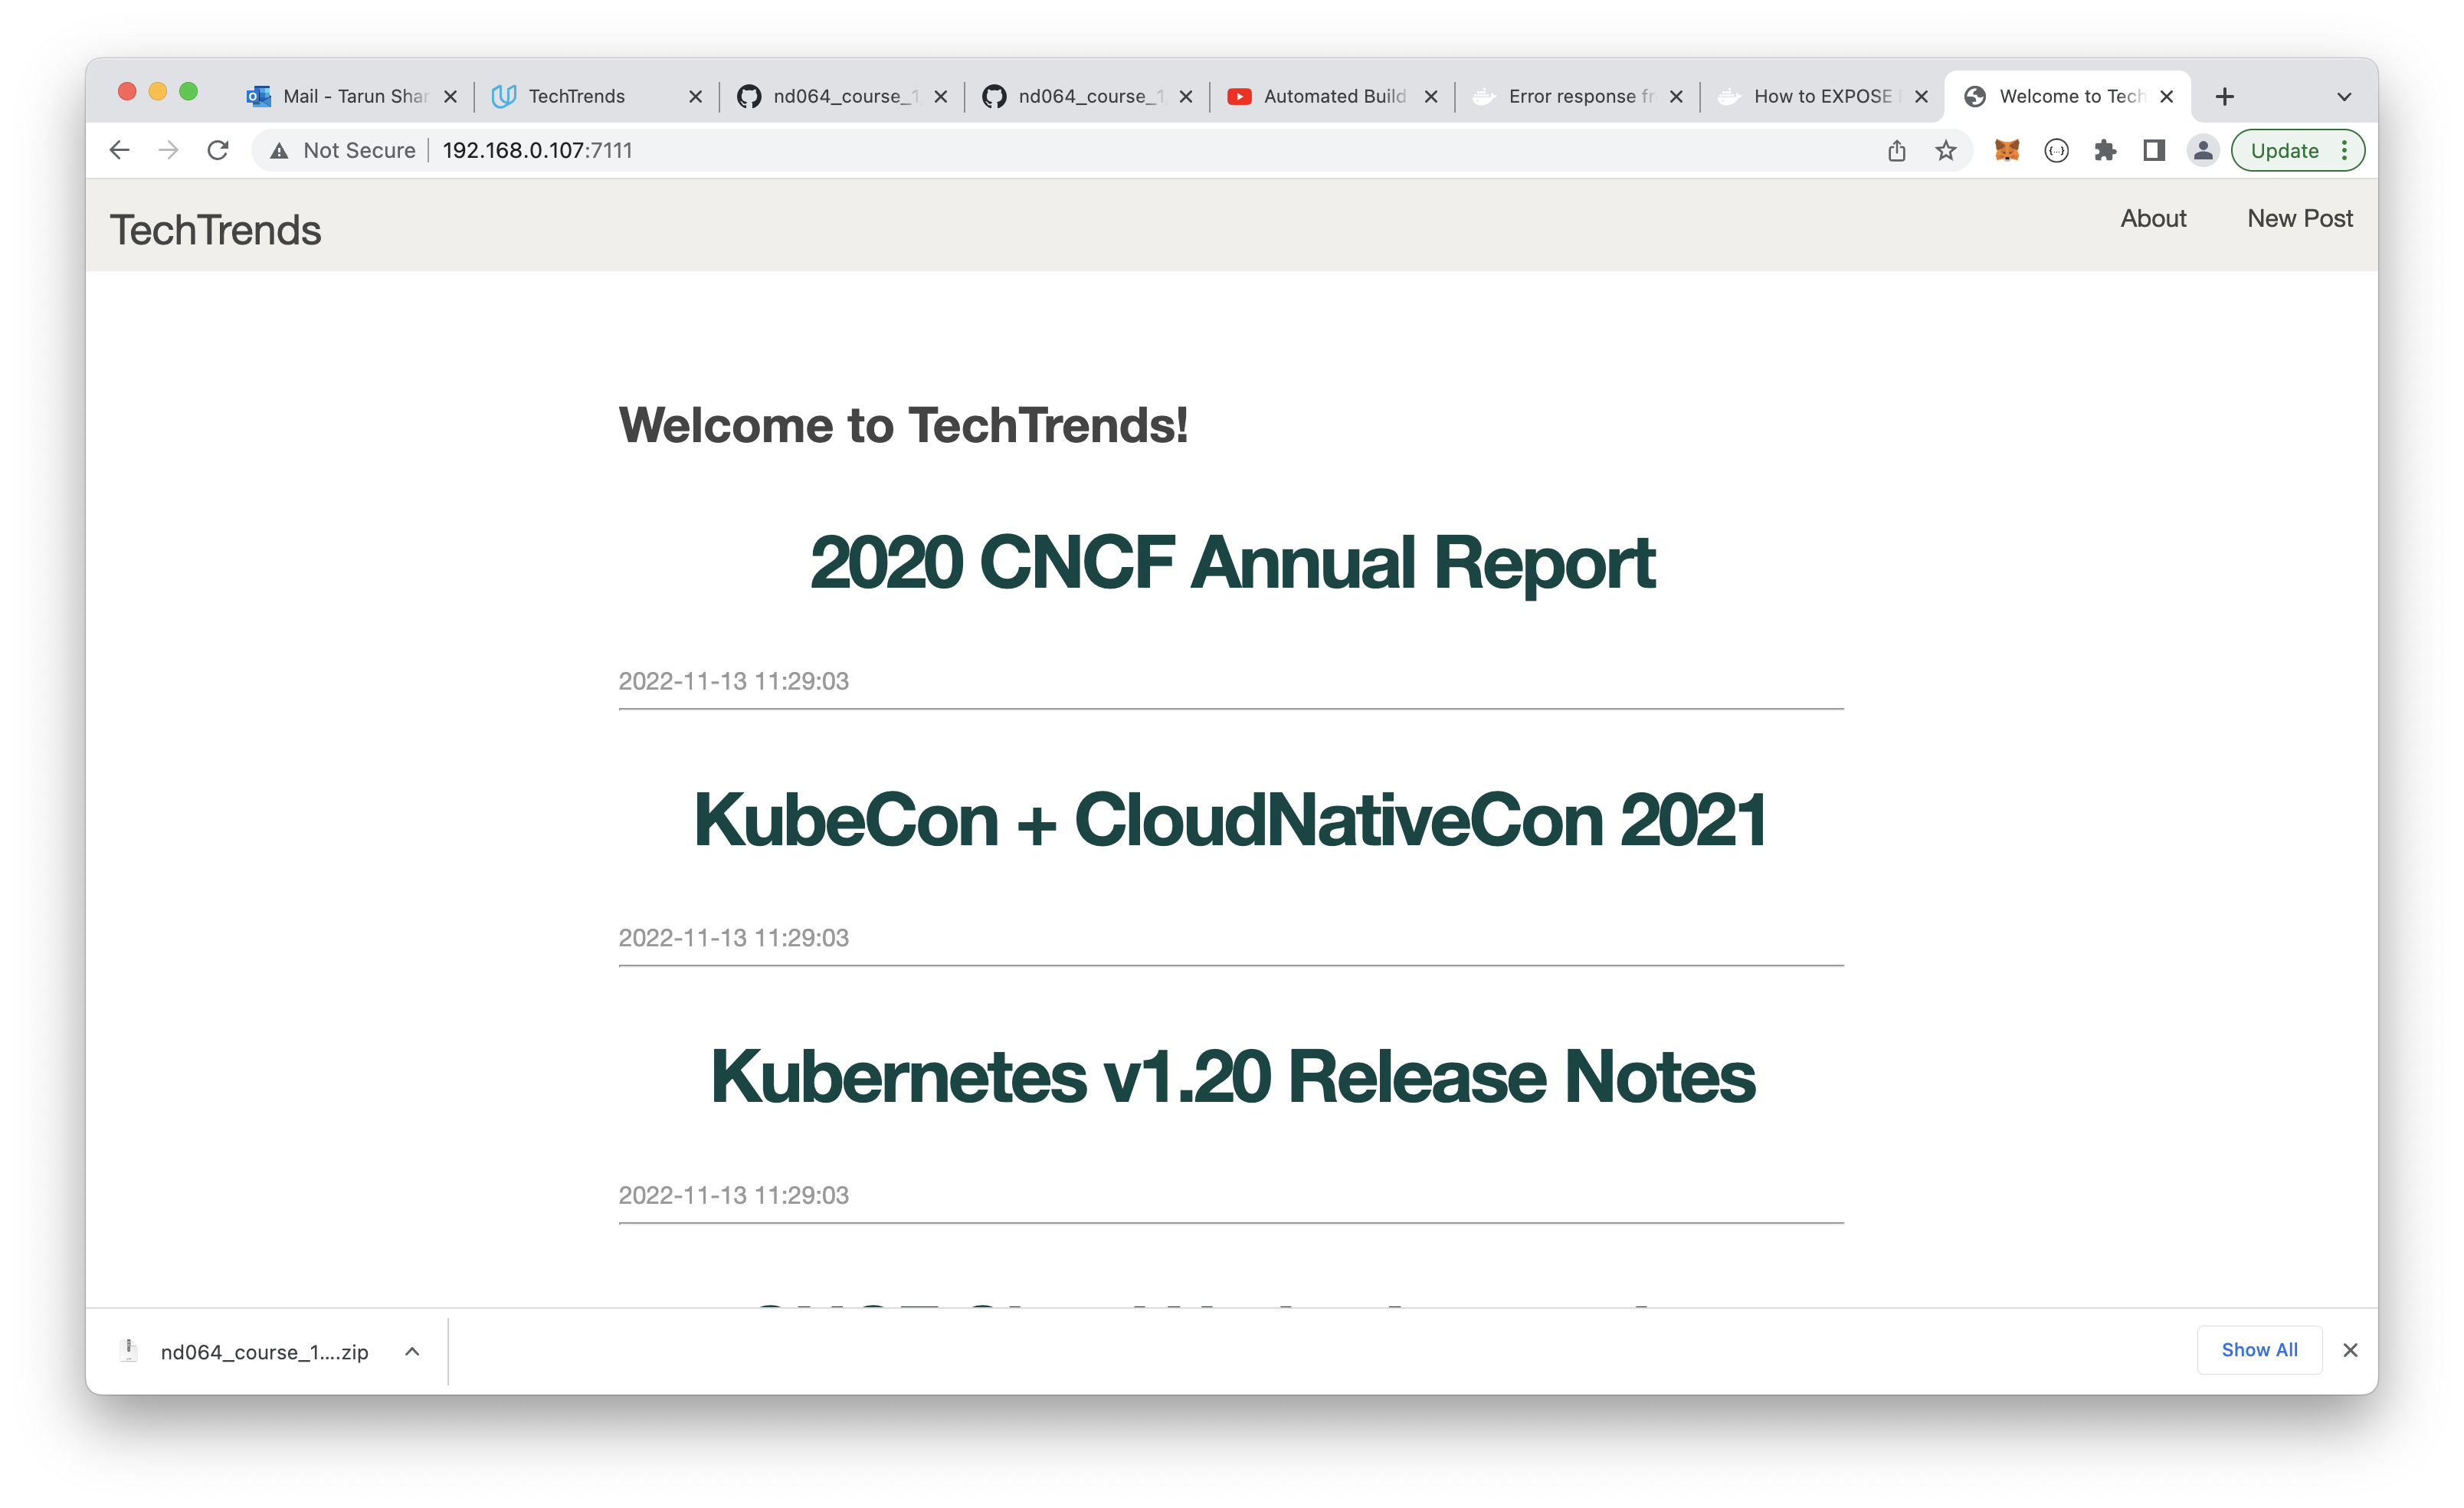 Mail - Tarun Shar
TechTrends
nd064_course_1
nd064_course_1
Automated Build
Error response fr
How to EXPOSE
Welcome to Tech
Not Secure
192.168.0.107:7111
Update
TechTrends
About
New Post
Welcome to TechTrends!
2020 CNCF Annual Report
2022-11-13 11:29:03
KubeCon + CloudNativeCon 2021
2022-11-13 11:29:03
Kubernetes v1.20 Release Notes
2022-11-13 11:29:03
nd064_course_1....zip
Show All